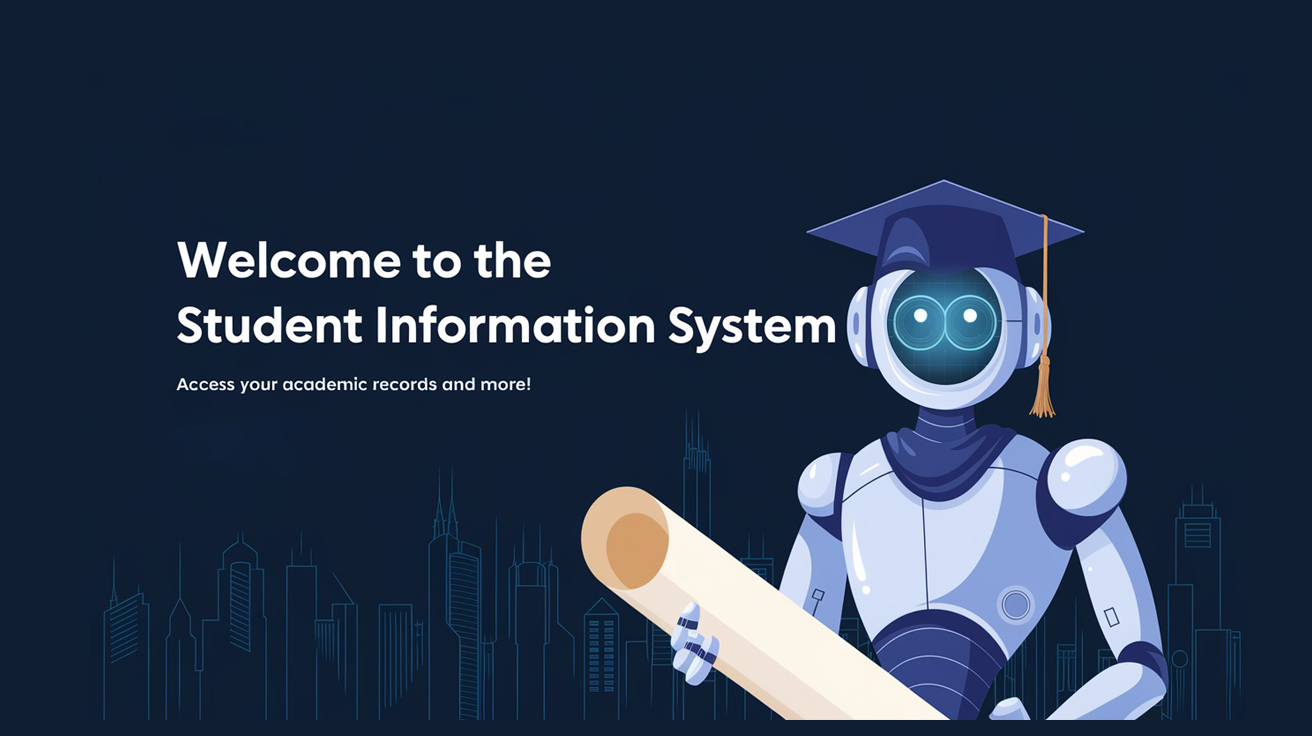 Welcome to the
Student Information System
Access your academic records and more!